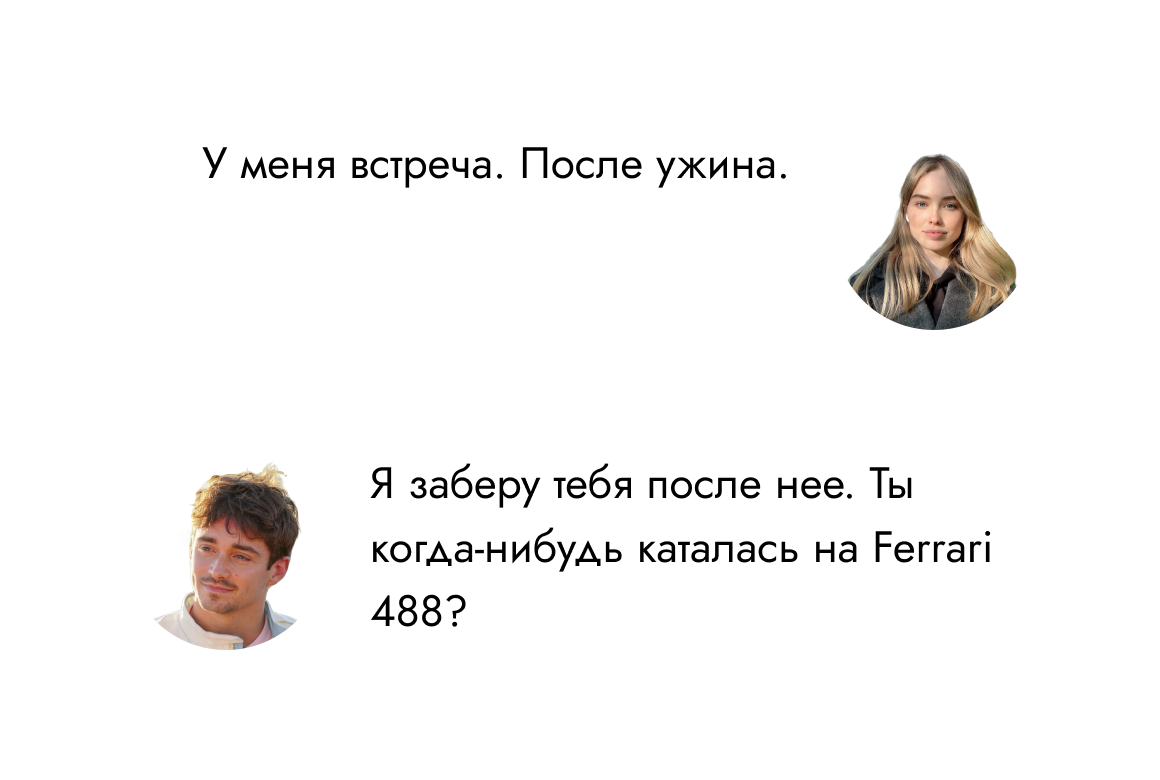 У меня встреча. После ужина.
Я заберу тебя после нее. Ты
когда-нибудь каталась на Ferrari
488?